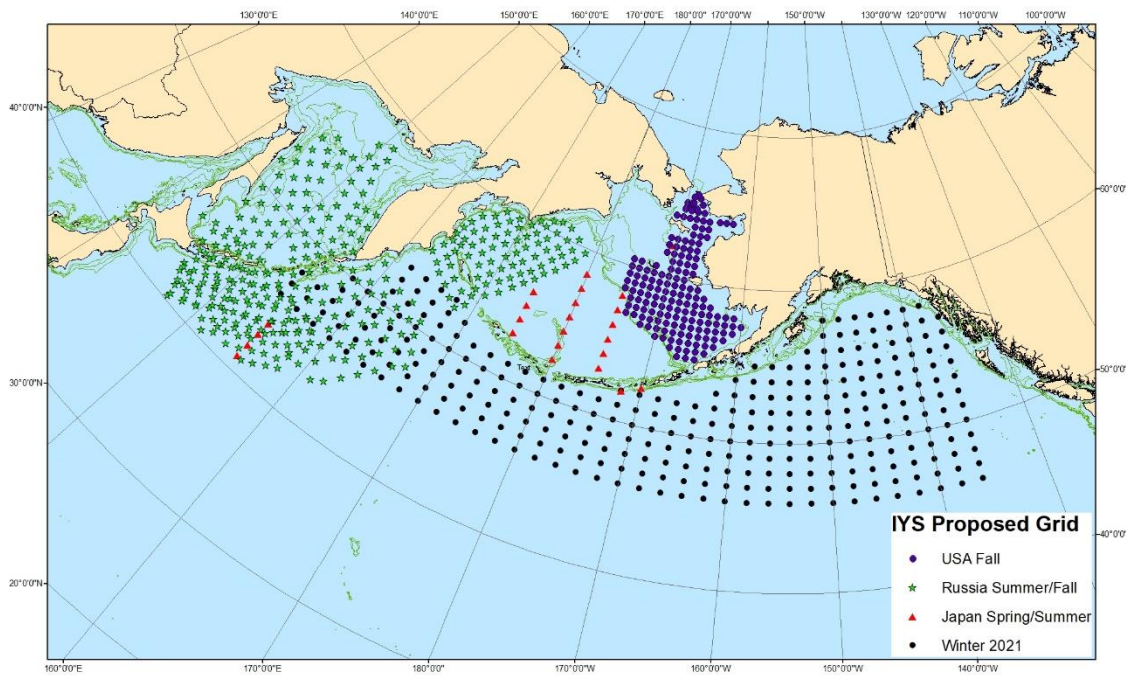 130°0'0"E 140°0'0"E 150°0'0"E 160°0'0"E 170°0'0"E 180°0'0" 170°0'0"W 150°0'0"W 130°0'0"W 120°0'0"W 110°0'0"W 100°0'0"W
40°0'0"N
60°0'0"N
30°0'0"N
50°0'0"N
IYS Proposed Grid
USA Fall
40°0'0"N
Russia Summer/Fall
20°0'0"N
Japan Spring/Summer
Winter 2021
160°0'0"E 170°0'0"E 180°0'0" 170°0'0"W 160°0'0"W 150°0'0"W 140°0'0"W